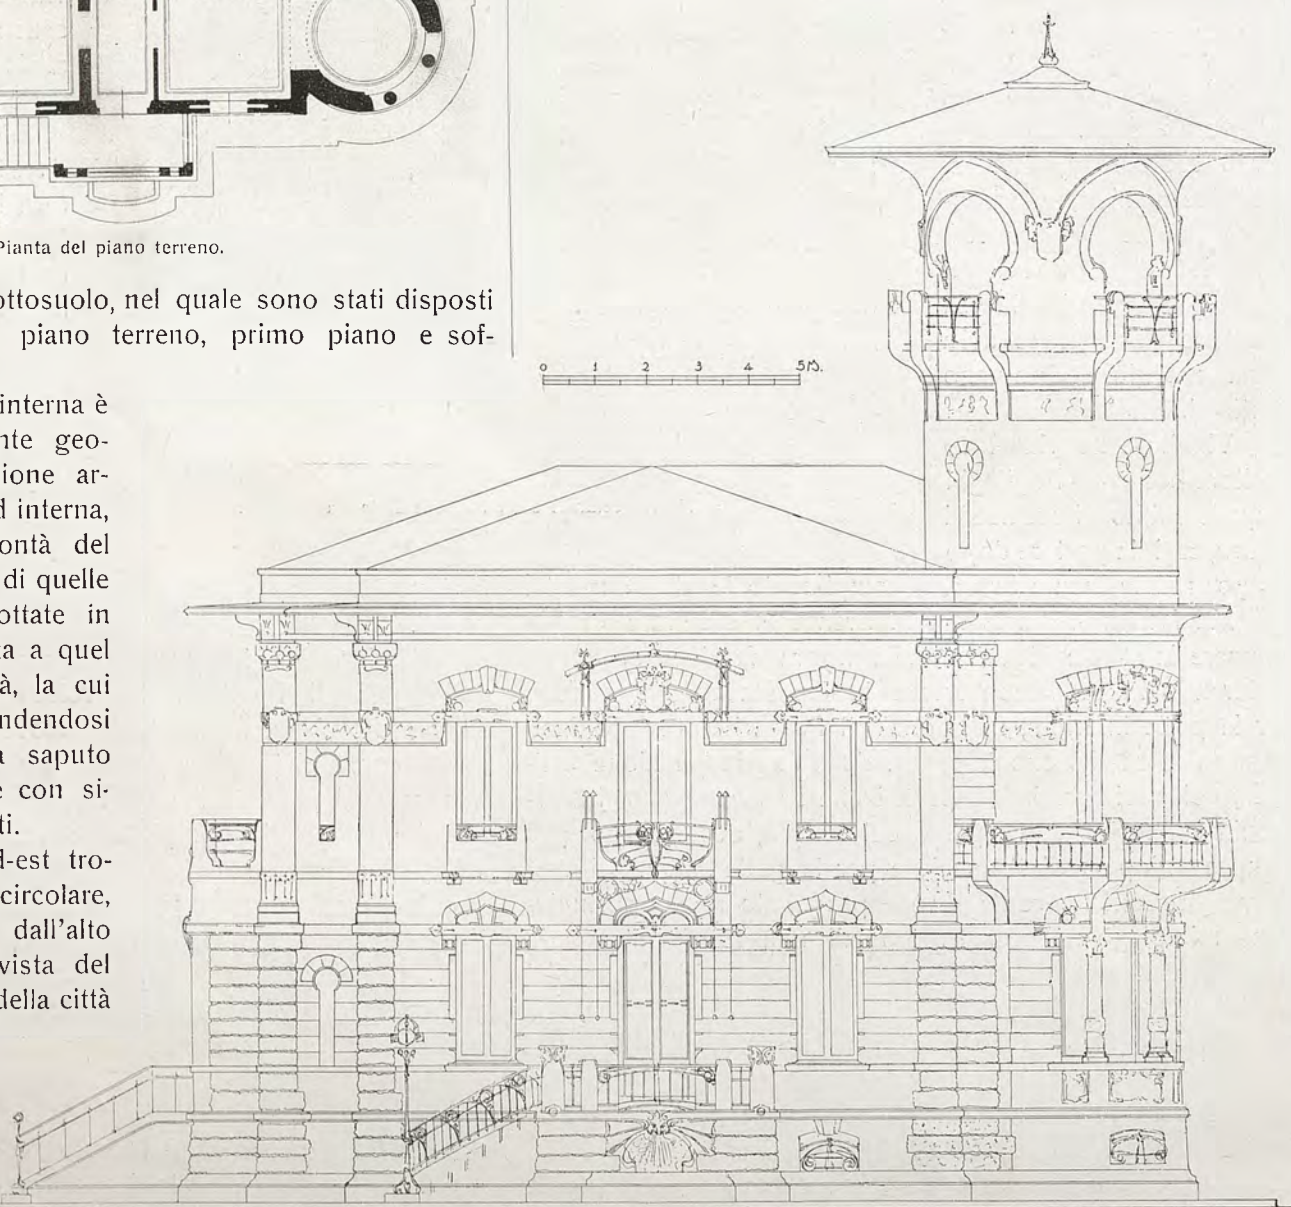 Pianta del piano terreno.
ottosuolo, nel quale sono stati disposti
piano terreno, primo piano e sof-
0 1 2 3 4 5 M.
interna è
nte geo-
ione ar-
d interna,
ontà del
di quelle
ottate in
ta a quel
à, la cui
ndendosi
a saputo
e con si-
ti.
d-est tro-
circolare,
dall'alto
vista del
della città